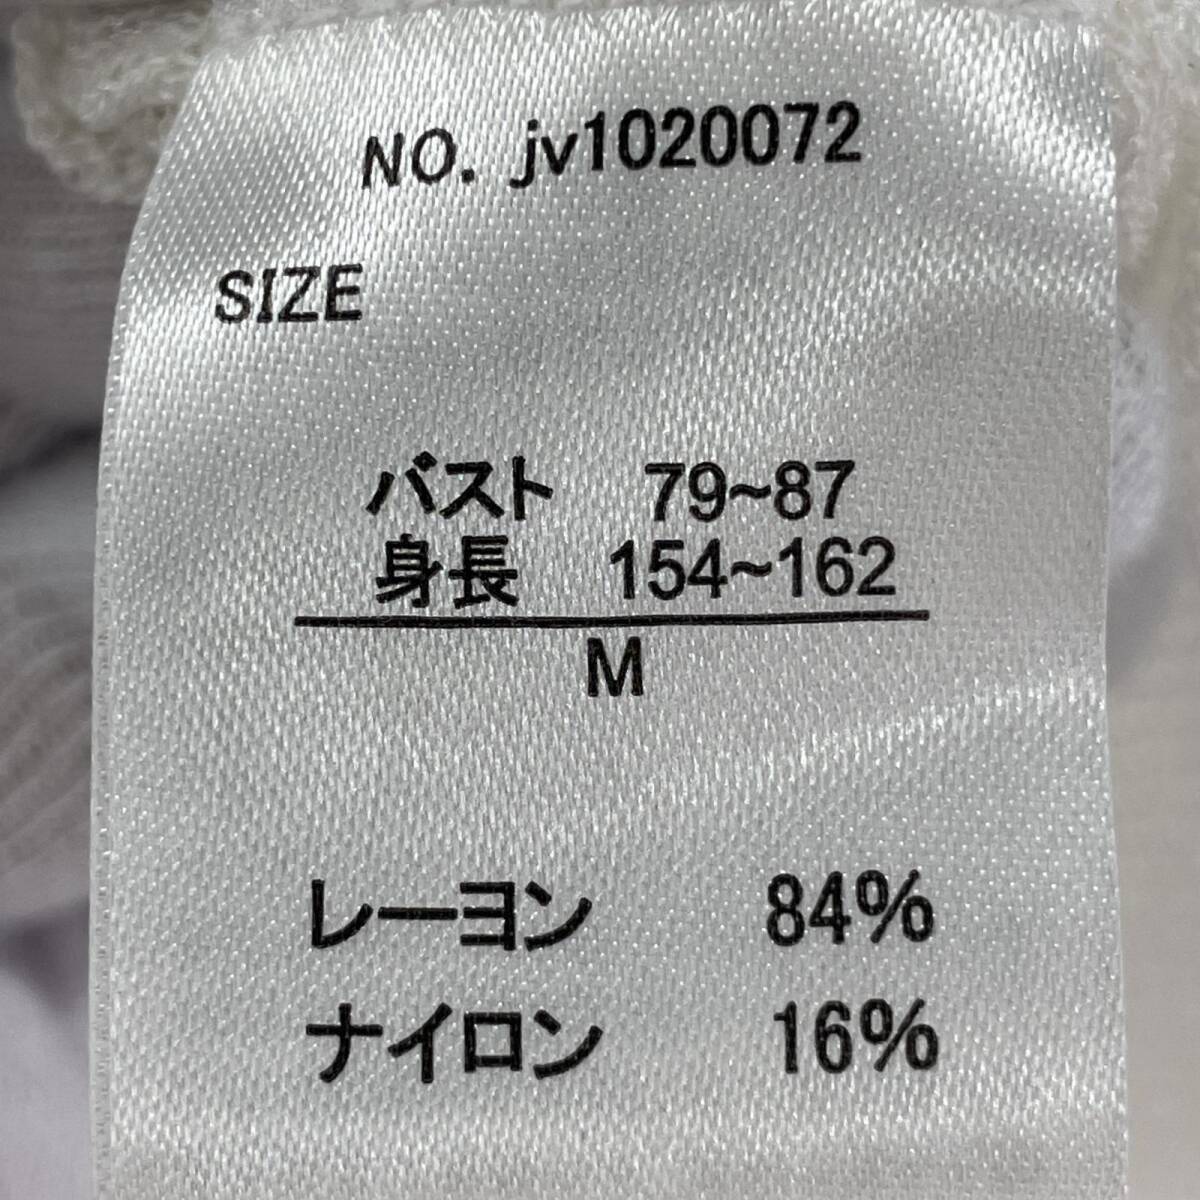 NO. jv1020072
SIZE
バスト 79~87
身長 154~162
M
レーヨン 84%
ナイロン 16%